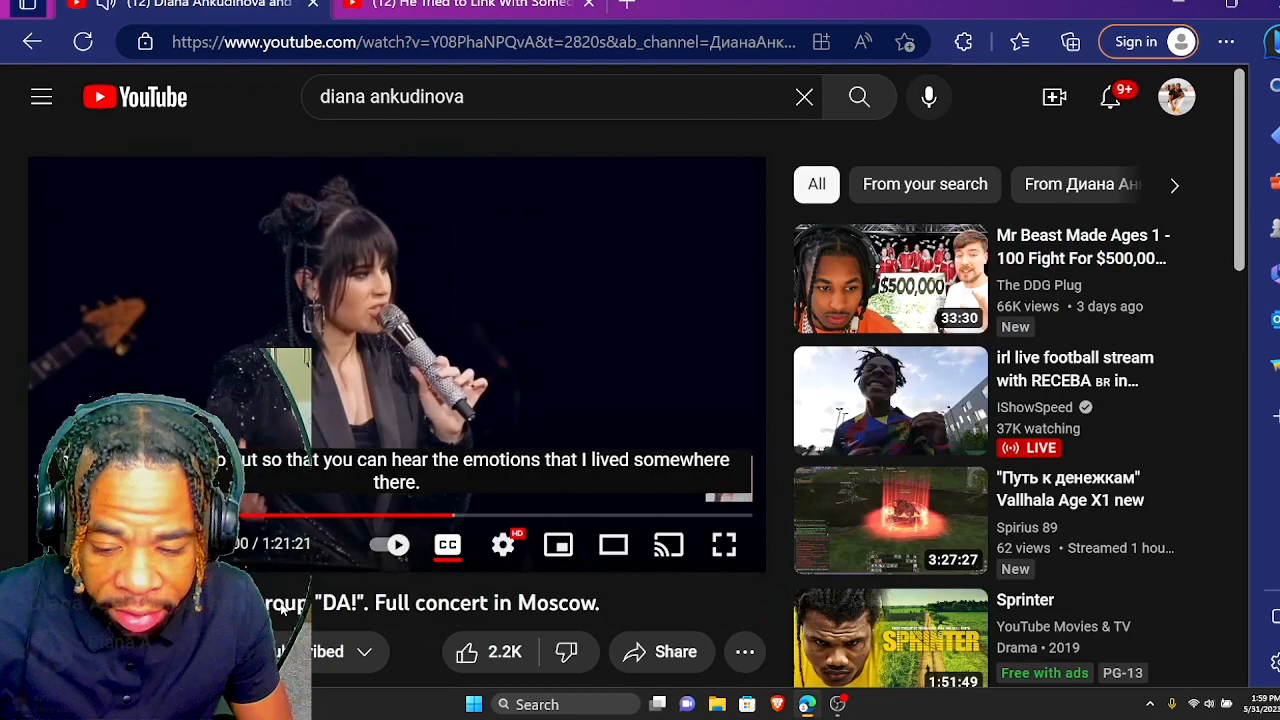 (12) Diana Ankudinova and
(12) He Tried to Link With Some
https://www.youtube.com/watch?v=Y08PhaNPQvA&t=2820s&ab_channel=ДианаАнк...
Sign in
YouTube
diana ankudinova
9+
All
From your search
From Диана Ан
ut so that you can hear the emotions that I lived somewhere
there.
00 / 1:21:21
CC
HD
group "DA!". Full concert in Moscow.
2.2K
Share
$500,000
33:30
Mr Beast Made Ages 1 -
100 Fight For $500,00...
The DDG Plug
66K views • 3 days ago
New
irl live football stream
with RECEBA 🇧🇷 in...
IShowSpeed
37K watching
LIVE
3:27:27
"Путь к денежкам"
Vallhala Age X1 new
Spirius 89
62 views • Streamed 1 hou...
New
SPRINTER
1:51:49
Sprinter
YouTube Movies & TV
Drama • 2019
Free with ads
PG-13
Search
1:59 PM